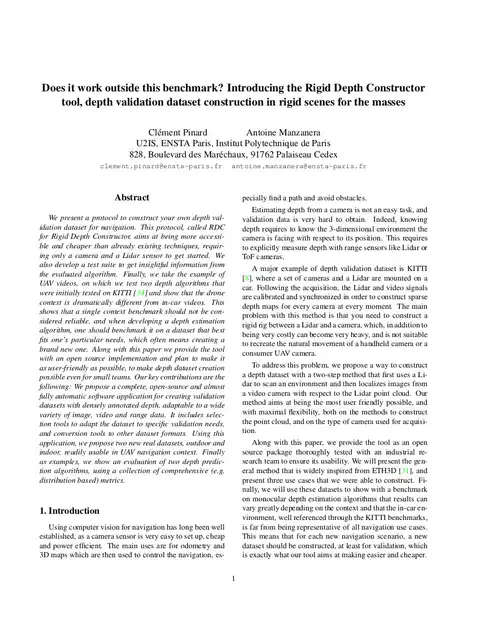 Does it work outside this benchmark? Introducing the Rigid Depth Constructor
tool, depth validation dataset construction in rigid scenes for the masses
Clément Pinard Antoine Manzanera
U2IS, ENSTA Paris, Institut Polytechnique de Paris
828, Boulevard des Maréchaux, 91762 Palaiseau Cedex
clement.pinard@ensta-paris.fr antoine.manzanera@ensta-paris.fr
Abstract
We present a protocol to construct your own depth val-
idation dataset for navigation. This protocol, called RDC
for Rigid Depth Constructor, aims at being more accessi-
ble and cheaper than already existing techniques, requir-
ing only a camera and a Lidar sensor to get started. We
also develop a test suite to get insightful information from
the evaluated algorithm. Finally, we take the example of
UAV videos, on which we test two depth algorithms that
were initially tested on KITTI [34] and show that the drone
context is dramatically different from in-car videos. This
shows that a single context benchmark should not be con-
sidered reliable, and when developing a depth estimation
algorithm, one should benchmark it on a dataset that best
fits one's particular needs, which often means creating a
brand new one. Along with this paper we provide the tool
with an open source implementation and plan to make it
as user-friendly as possible, to make depth dataset creation
possible even for small teams. Our key contributions are the
following: We propose a complete, open-source and almost
fully automatic software application for creating validation
datasets with densely annotated depth, adaptable to a wide
variety of image, video and range data. It includes selec-
tion tools to adapt the dataset to specific validation needs,
and conversion tools to other dataset formats. Using this
application, we propose two new real datasets, outdoor and
indoor, readily usable in UAV navigation context. Finally
as examples, we show an evaluation of two depth predic-
tion algorithms, using a collection of comprehensive (e.g.
distribution based) metrics.
1. Introduction
Using computer vision for navigation has long been well
established, as a camera sensor is very easy to set up, cheap
and power efficient. The main uses are for odometry and
3D maps which are then used to control the navigation, es-
pecially find a path and avoid obstacles.
Estimating depth from a camera is not an easy task, and
validation data is very hard to obtain. Indeed, knowing
depth requires to know the 3-dimensional environment the
camera is facing with respect to its position. This requires
to explicitly measure depth with range sensors like Lidar or
ToF cameras.
A major example of depth validation dataset is KITTI
[8], where a set of cameras and a Lidar are mounted on a
car. Following the acquisition, the Lidar and video signals
are calibrated and synchronized in order to construct sparse
depth maps for every camera at every moment. The main
problem with this method is that you need to construct a
rigid rig between a Lidar and a camera, which, in addition to
being very costly can become very heavy, and is not suitable
to recreate the natural movement of a handheld camera or a
consumer UAV camera.
To address this problem, we propose a way to construct
a depth dataset with a two-step method that first uses a Li-
dar to scan an environment and then localizes images from
a video camera with respect to the Lidar point cloud. Our
method aims at being the most user friendly possible, and
with maximal flexibility, both on the methods to construct
the point cloud, and on the type of camera used for acquisi-
tion.
Along with this paper, we provide the tool as an open
source package thoroughly tested with an industrial re-
search team to ensure its usability. We will present the gen-
eral method that is widely inspired from ETH3D [31], and
present three use cases that we were able to construct. Fi-
nally, we will use these datasets to show with a benchmark
on monocular depth estimation algorithms that results can
vary greatly depending on the context and that the in-car en-
vironment, well referenced through the KITTI benchmarks,
is far from being representative of all navigation use cases.
This means that for each new navigation scenario, a new
dataset should be constructed, at least for validation, which
is exactly what our tool aims at making easier and cheaper.
1